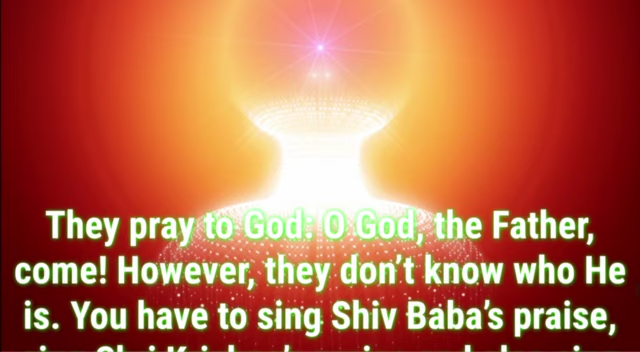 They pray to God: O God, the Father,
come! However, they don't know who He
is. You have to sing Shiv Baba's praise,